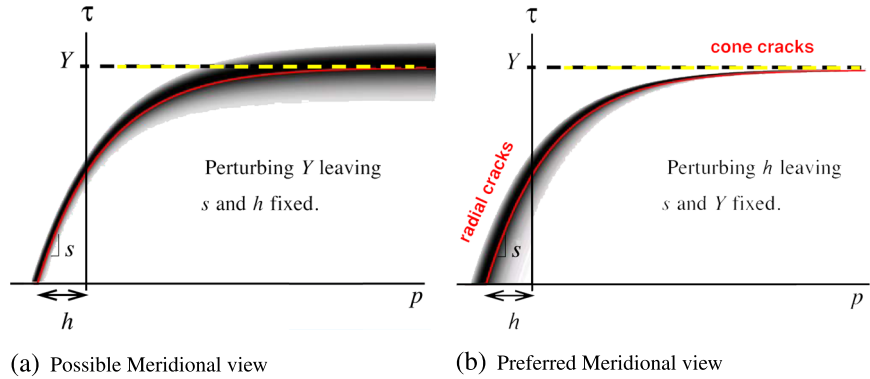 τ
Y
Perturbing Y leaving
s and h fixed.
s
h
p
(a) Possible Meridional view
τ
Y
cone cracks
radial cracks
Perturbing h leaving
s and Y fixed.
s
h
p
(b) Preferred Meridional view